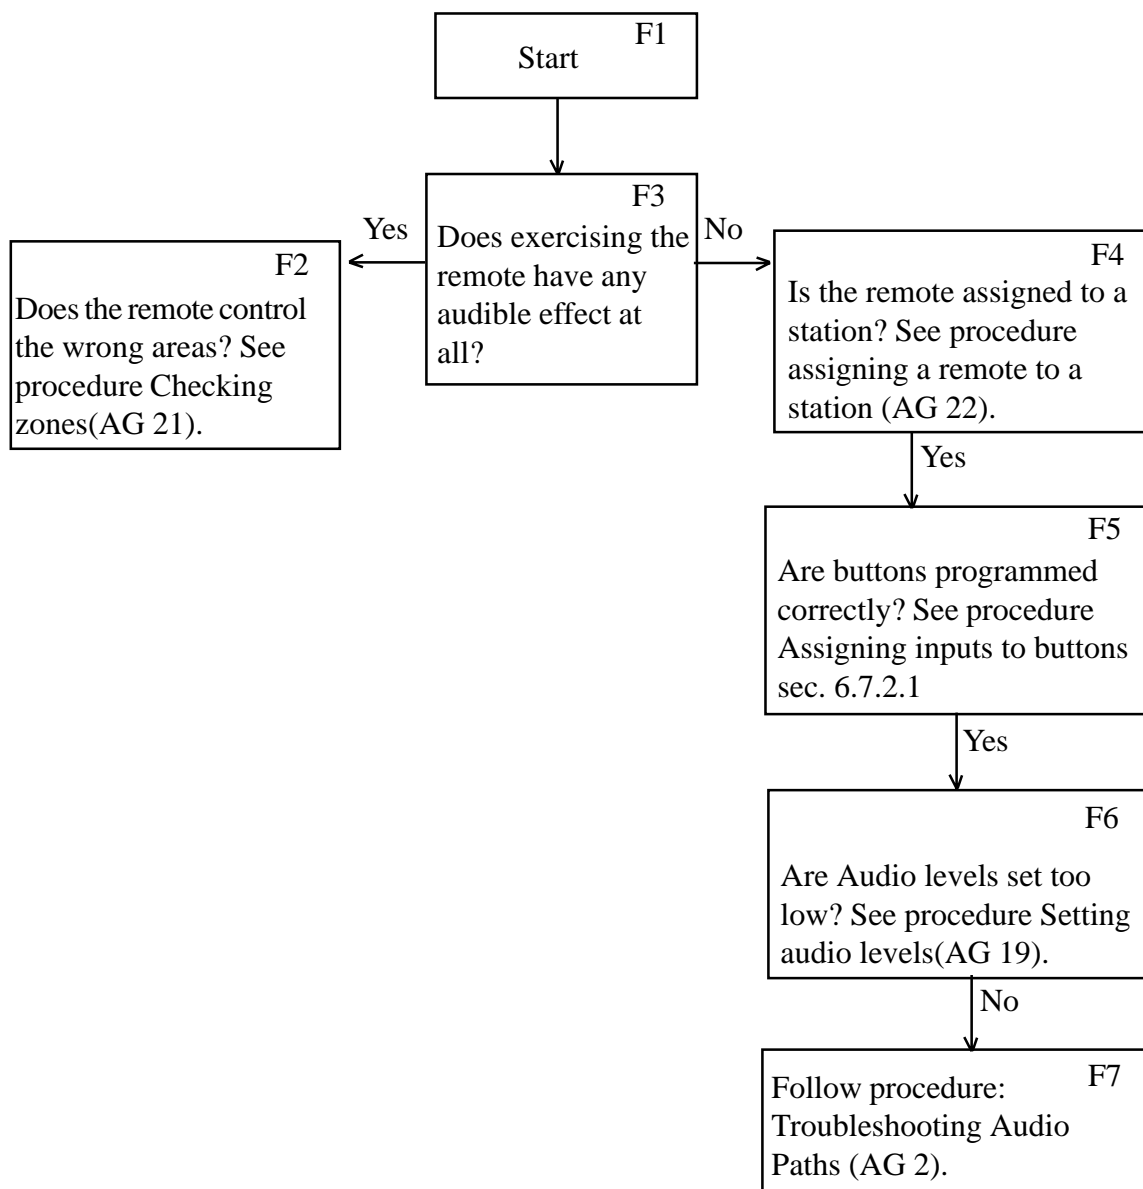 F1
Start
F3
Does exercising the
remote have any
audible effect at
all?
Yes
No
F2
Does the remote control
the wrong areas? See
procedure Checking
zones(AG 21).
F4
Is the remote assigned to a
station? See procedure
assigning a remote to a
station (AG 22).
Yes
F5
Are buttons programmed
correctly? See procedure
Assigning inputs to buttons
sec. 6.7.2.1
Yes
F6
Are Audio levels set too
low? See procedure Setting
audio levels(AG 19).
No
F7
Follow procedure:
Troubleshooting Audio
Paths (AG 2).